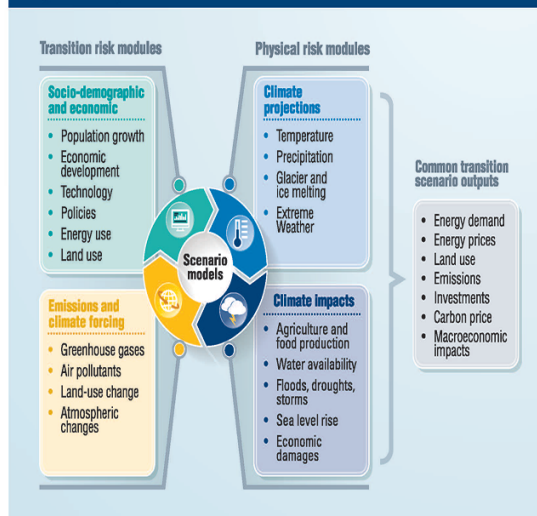 Transition risk modules
Physical risk modules
Socio-demographic
and economic
• Population growth
• Economic
development
• Technology
• Policies
• Energy use
• Land use
Climate
projections
• Temperature
• Precipitation
• Glacier and
ice melting
• Extreme
Weather
Scenario
models
Emissions and
climate forcing
• Greenhouse gases
• Air pollutants
• Land-use change
• Atmospheric
changes
Climate impacts
• Agriculture and
food production
• Water availability
• Floods, droughts,
storms
• Sea level rise
• Economic
damages
Common transition
scenario outputs
• Energy demand
• Energy prices
• Land use
• Emissions
• Investments
• Carbon price
• Macroeconomic
impacts